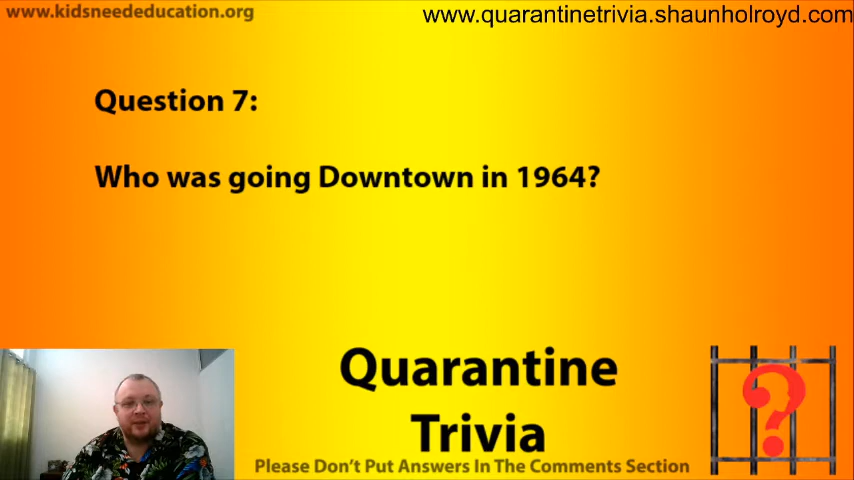 www.kidsneededucation.org
www.quarantinetrivia.shaunholroyd.com
Question 7:
Who was going Downtown in 1964?
Quarantine
Trivia
Please Don't Put Answers In The Comments Section
?